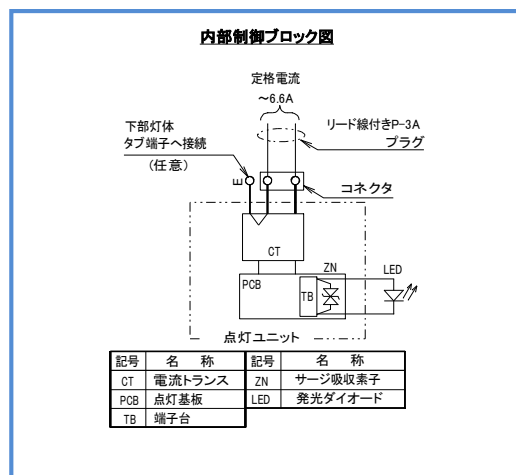 内部制御ブロック図
定格電流
～6.6A
下部灯体
タブ端子へ接続
(任意)
リード線付きP-3A
プラグ
E
コネクタ
CT
ZN
LED
PCB
TB
点灯ユニット
記号 名 称 記号 名 称
CT 電流トランス ZN サージ吸収素子
PCB 点灯基板 LED 発光ダイオード
TB 端子台